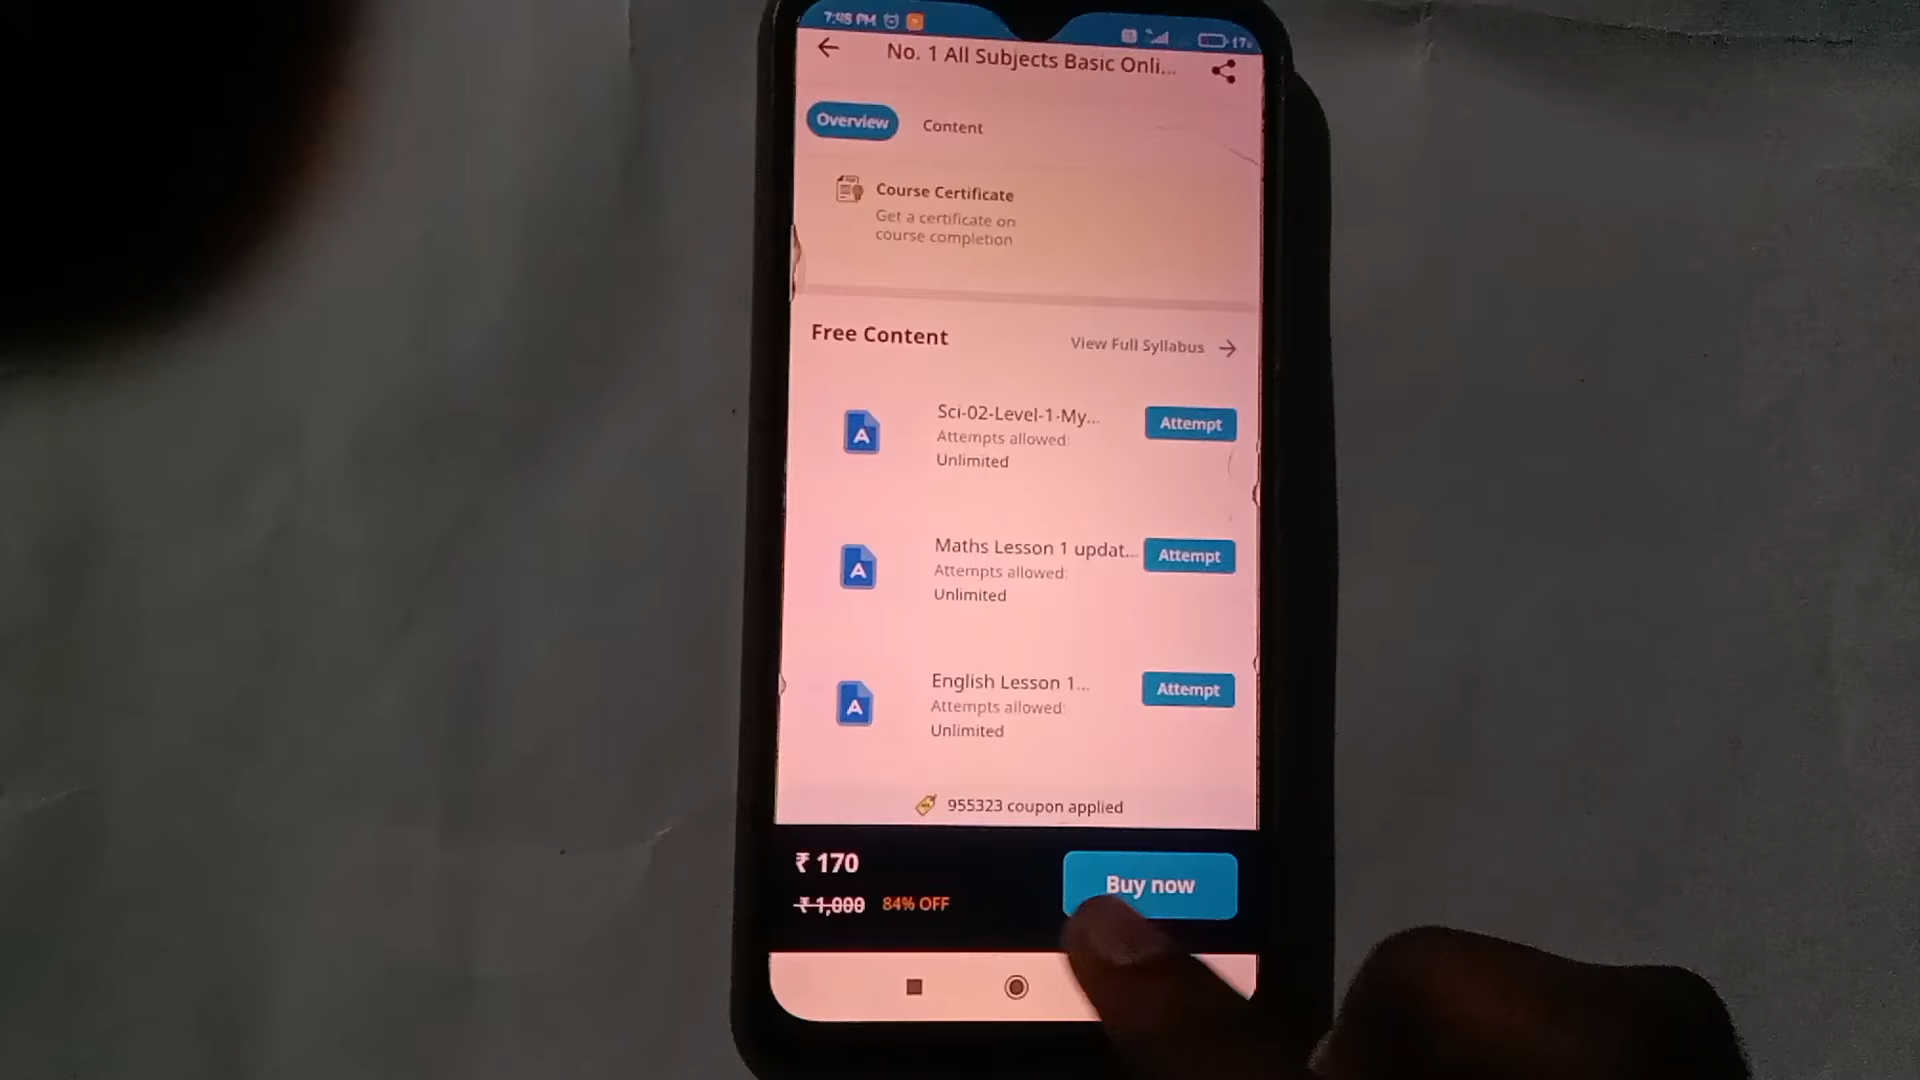 7:48 PM
17
No. 1 All Subjects Basic Onli...
Overview
Content
Course Certificate
Get a certificate on
course completion
Free Content
View Full Syllabus
Sci-02-Level-1-My...
Attempts allowed:
Unlimited
Attempt
Maths Lesson 1 updat...
Attempts allowed:
Unlimited
Attempt
English Lesson 1...
Attempts allowed:
Unlimited
Attempt
955323 coupon applied
₹ 170
₹ 1,000 84% OFF
Buy now